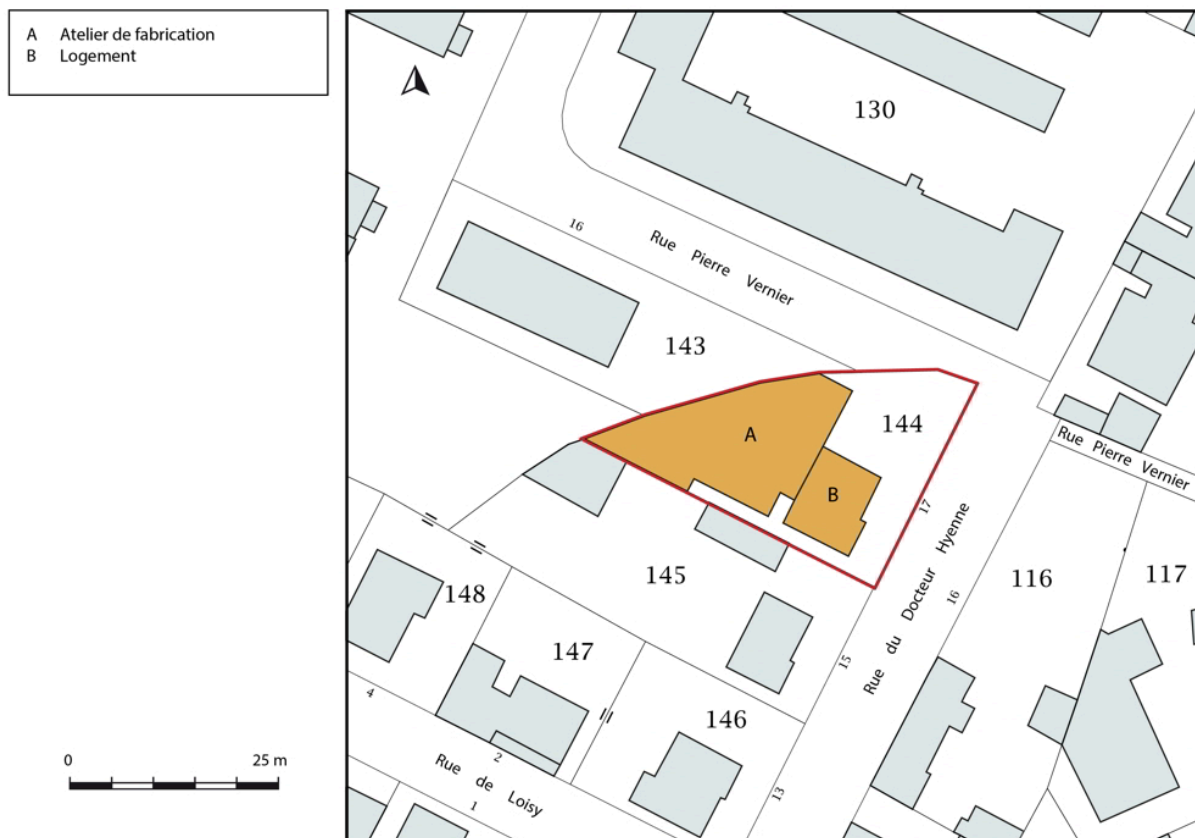 A Atelier de fabrication
B Logement
130
16
Rue Pierre Vernier
143
A
144
B
Rue Pierre Vernier
17
Rue du Docteur Hyenne
145
116
117
148
16
147
15
4
146
2
Rue de Loisy
13
1
0 25 m